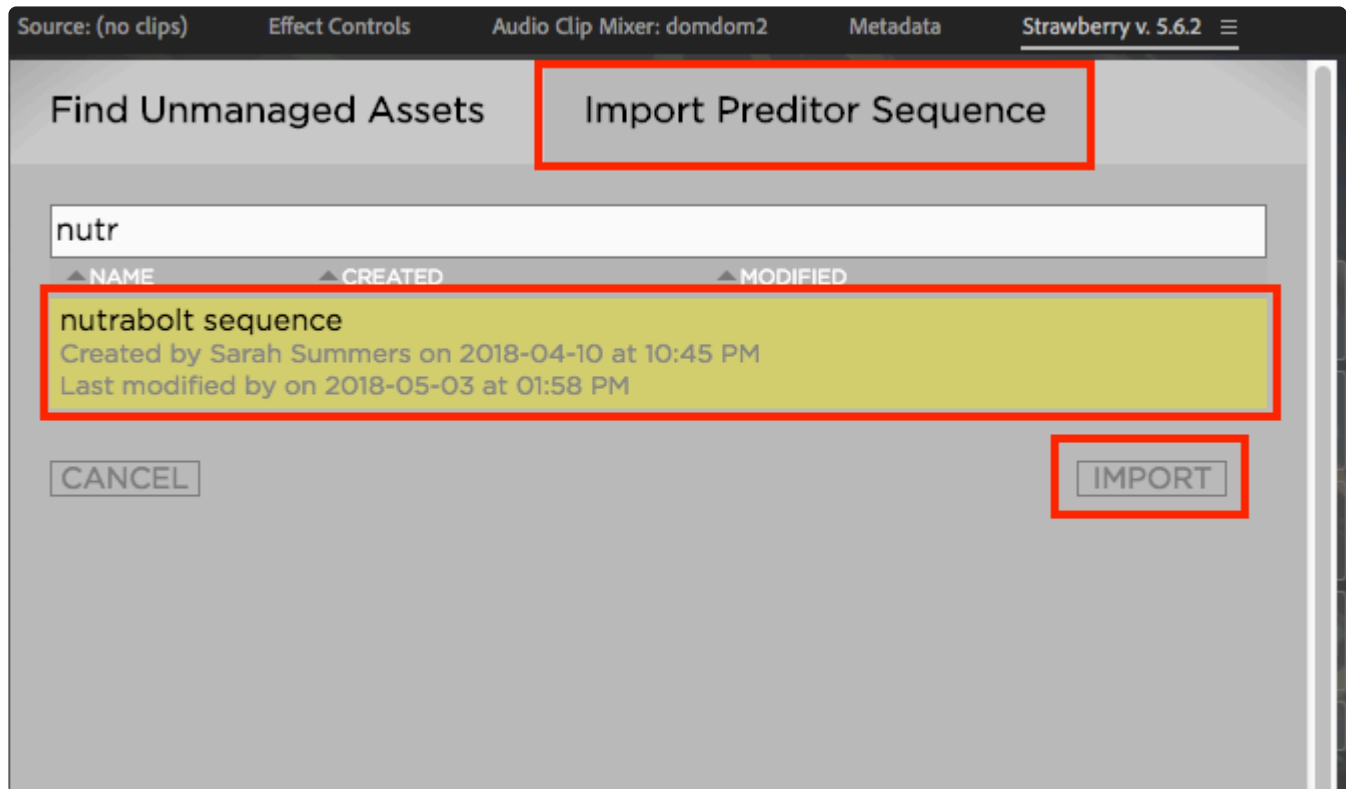 Source: (no clips) Effect Controls Audio Clip Mixer: domdom2 Metadata Strawberry v. 5.6.2
Find Unmanaged Assets Import Preditor Sequence
nutr
NAME CREATED MODIFIED
nutrabolt sequence
Created by Sarah Summers on 2018-04-10 at 10:45 PM
Last modified by on 2018-05-03 at 01:58 PM
CANCEL IMPORT